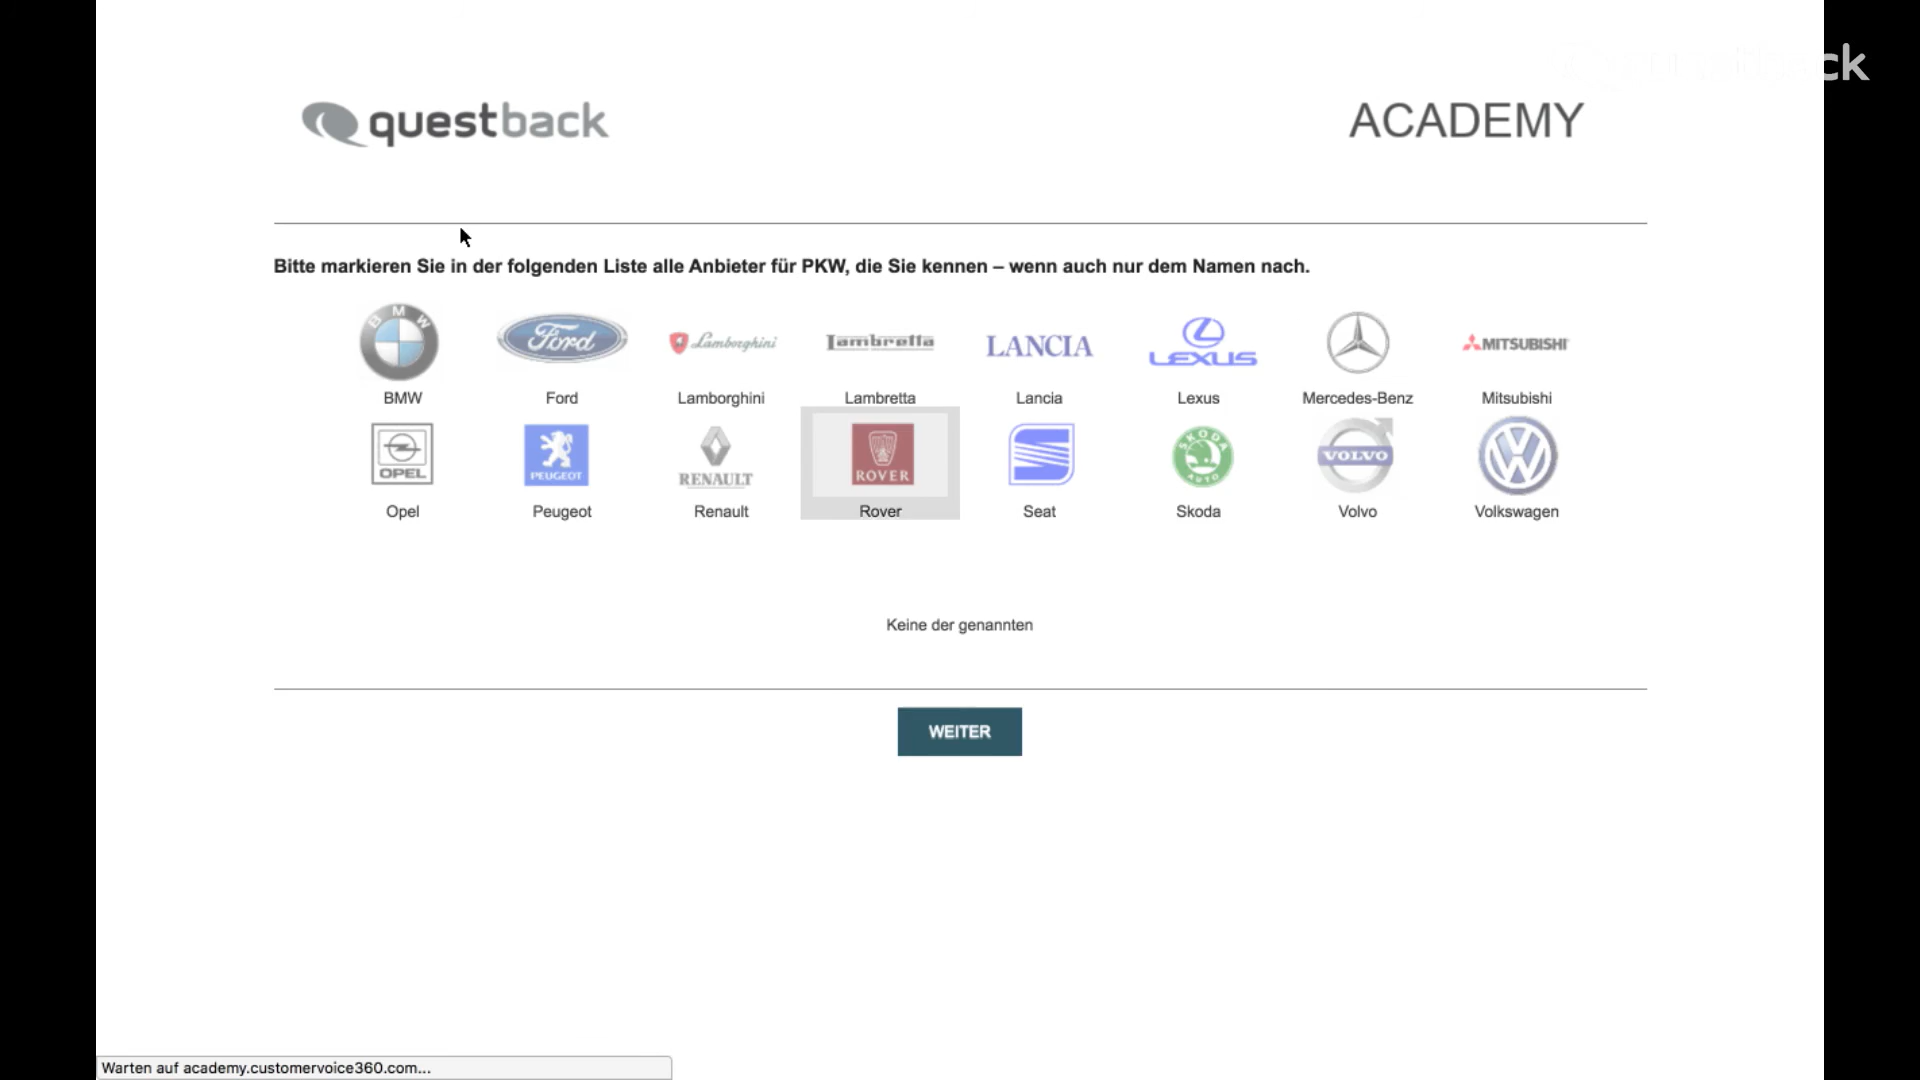 ck
questback
ACADEMY
Bitte markieren Sie in der folgenden Liste alle Anbieter für PKW, die Sie kennen – wenn auch nur dem Namen nach.
BMW
Ford
Lamborghini
Lambretta
LANCIA
LEXUS
MITSUBISHI
BMW
Ford
Lamborghini
Lambretta
Lancia
Lexus
Mercedes-Benz
Mitsubishi
OPEL
PEUGEOT
RENAULT
ROVER
SKODA
AUTO
VOLVO
Opel
Peugeot
Renault
Rover
Seat
Skoda
Volvo
Volkswagen
Keine der genannten
WEITER
Warten auf academy.customervoice360.com...